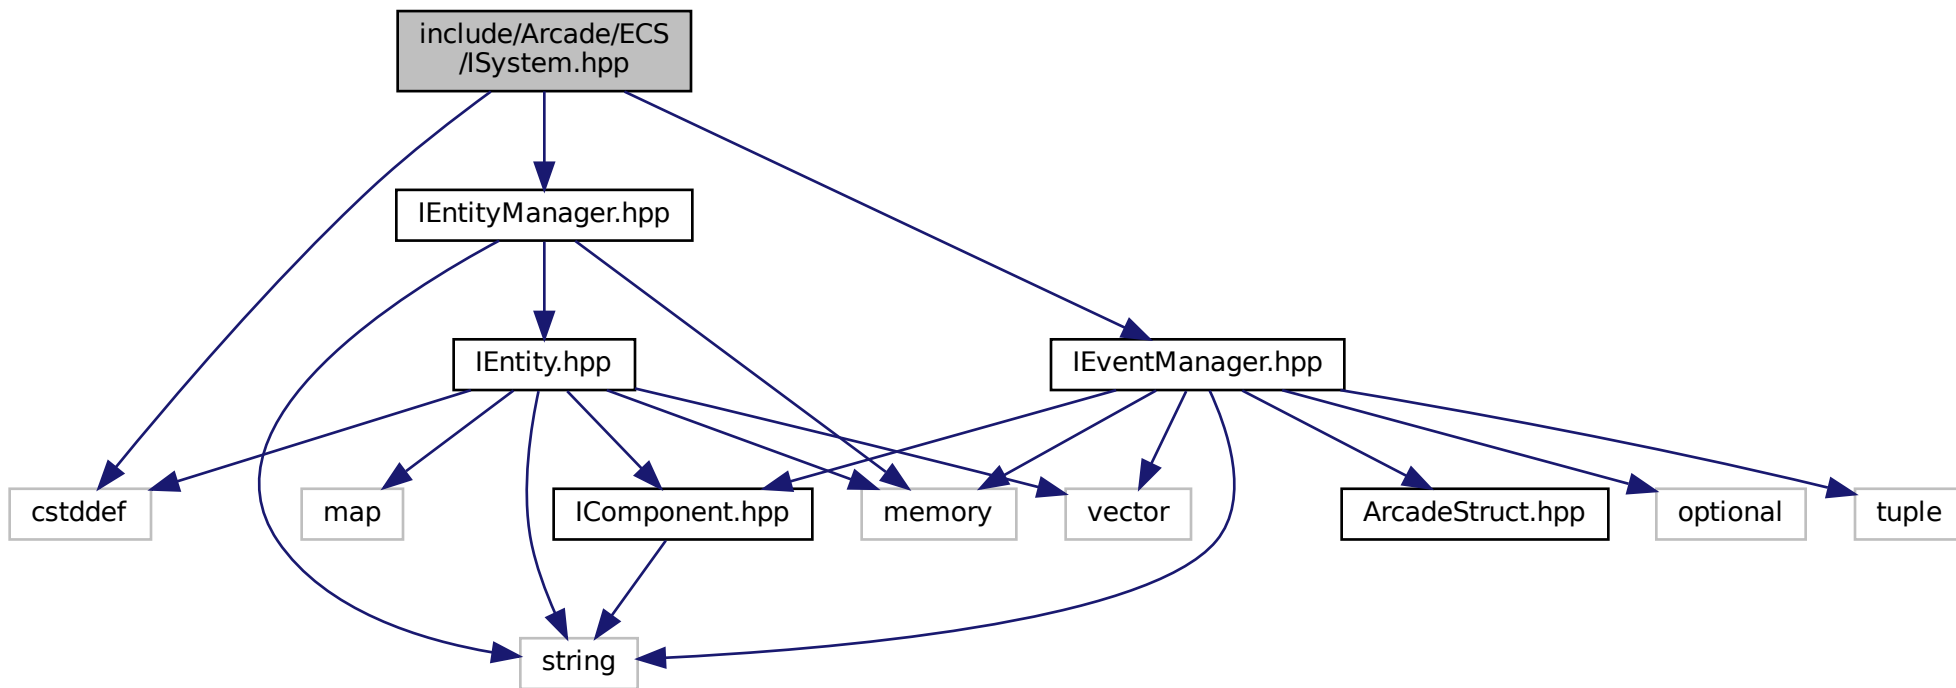 include/Arcade/ECS
/ISystem.hpp
IEntityManager.hpp
IEntity.hpp
IEventManager.hpp
cstddef
map
IComponent.hpp
memory
vector
ArcadeStruct.hpp
optional
tuple
string